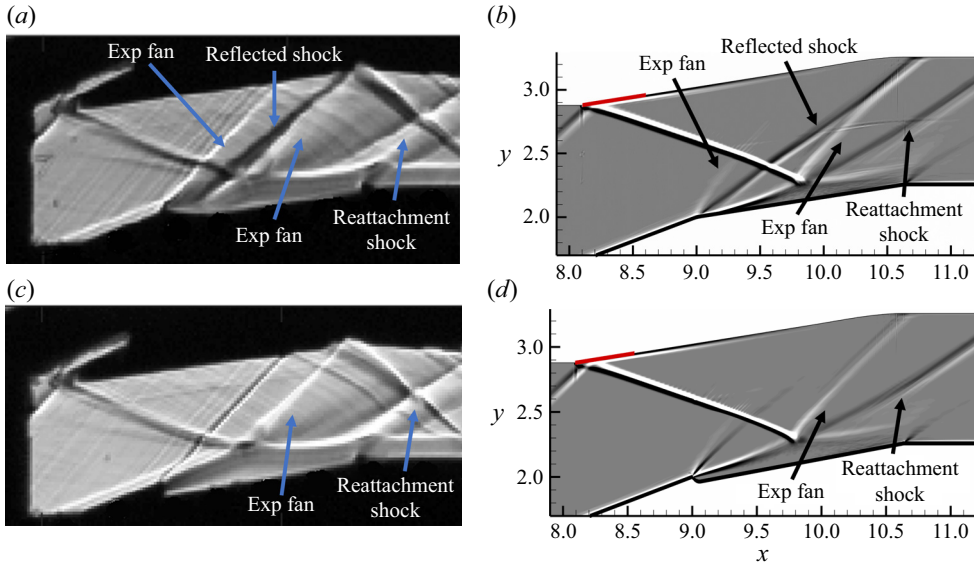 (a)
Exp fan
Reflected shock
Exp fan
Reattachment
shock
(b)
Reflected shock
Exp fan
3.0
y
2.5
2.0
Exp fan
Reattachment
shock
8.0 8.5 9.0 9.5 10.0 10.5 11.0
(c)
Exp fan
Reattachment
shock
(d)
3.0
y
2.5
2.0
Exp fan
Reattachment
shock
8.0 8.5 9.0 9.5 10.0 10.5 11.0
x